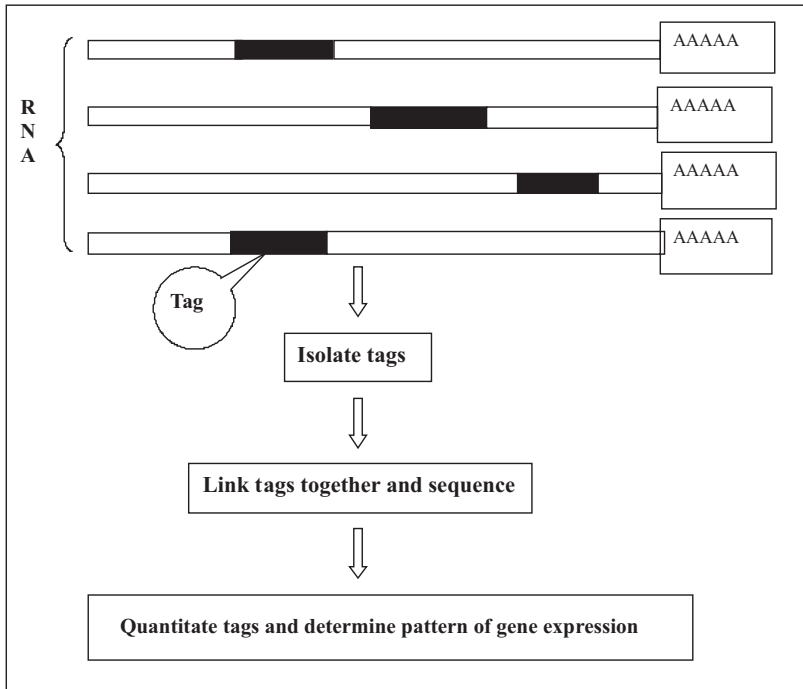 AAAAA
AAAAA
AAAAA
AAAAA
R
N
A
Tag
Isolate tags
Link tags together and sequence
Quantitate tags and determine pattern of gene expression